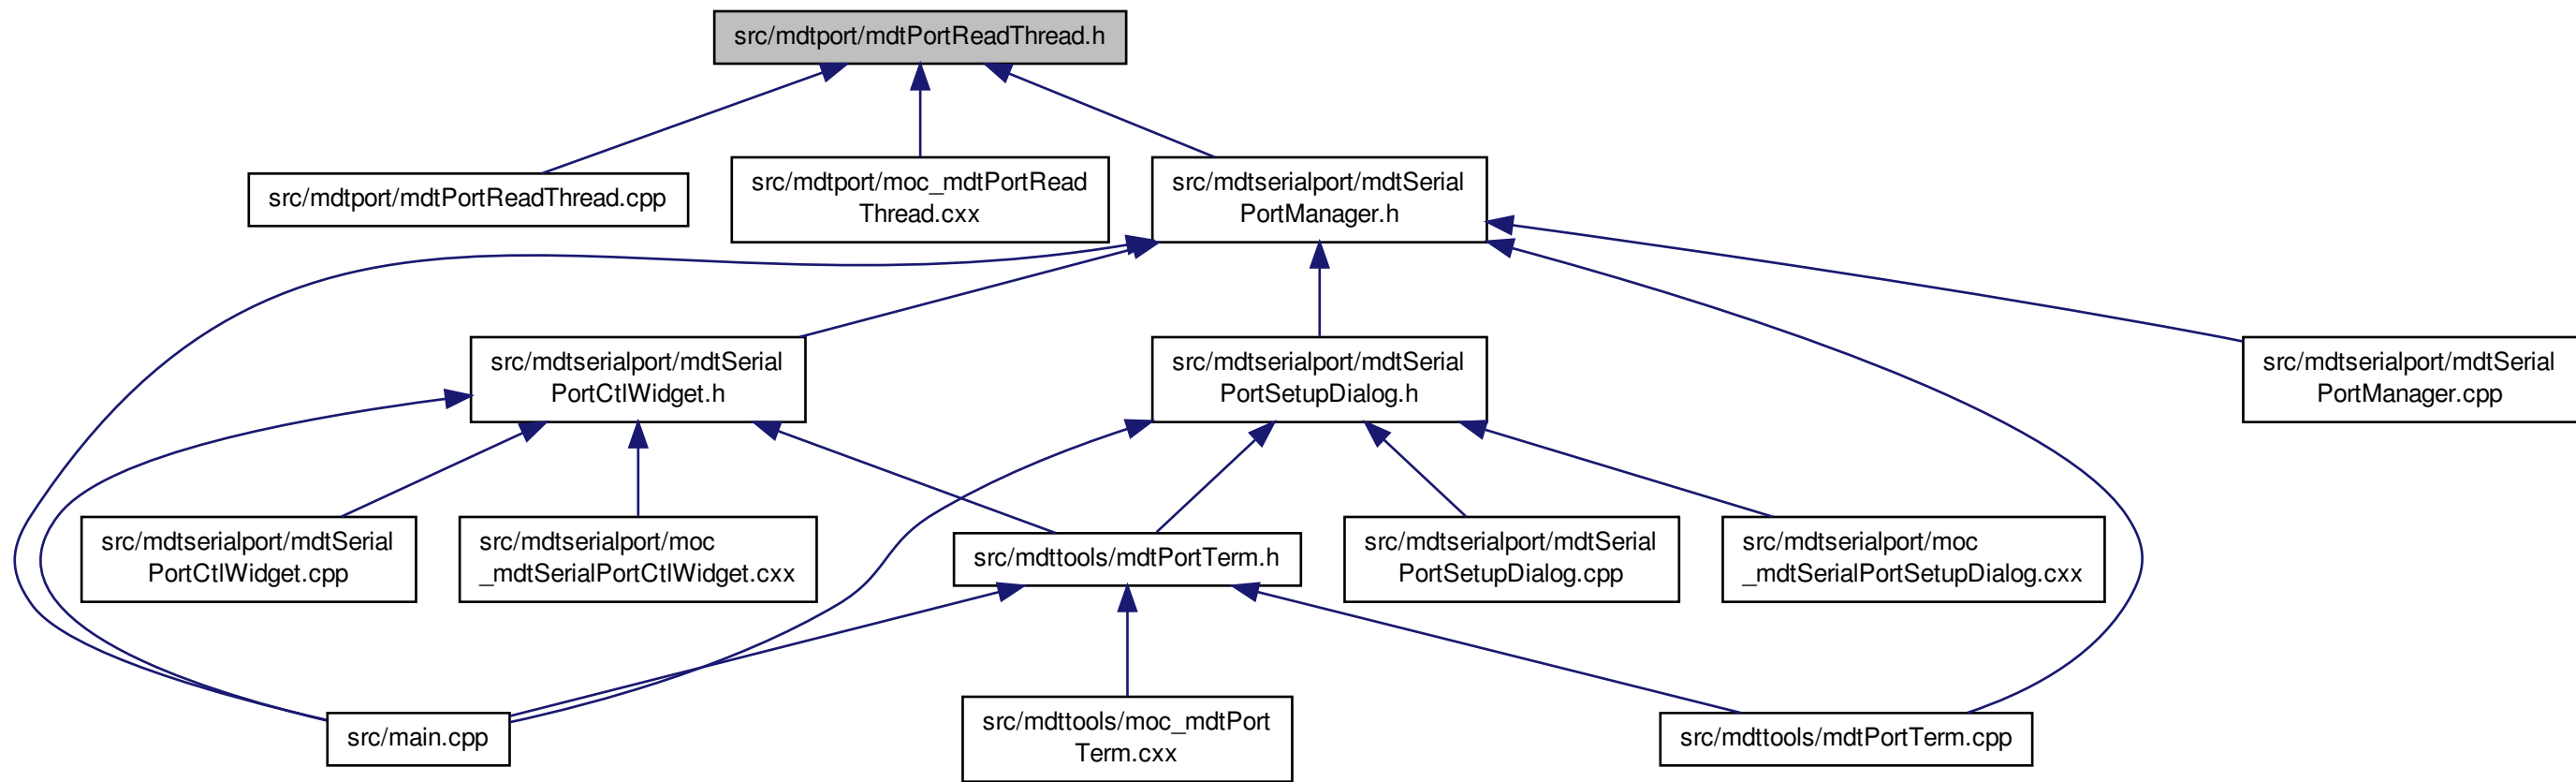 src/mdtport/mdtPortReadThread.h
src/mdtport/mdtPortReadThread.cpp
src/mdtport/moc_mdtPortRead
Thread.cxx
src/mdtserialport/mdtSerial
PortManager.h
src/mdtserialport/mdtSerial
PortCtlWidget.h
src/mdtserialport/mdtSerial
PortSetupDialog.h
src/mdtserialport/mdtSerial
PortManager.cpp
src/mdtserialport/mdtSerial
PortCtlWidget.cpp
src/mdtserialport/moc
_mdtSerialPortCtlWidget.cxx
src/mdttools/mdtPortTerm.h
src/mdtserialport/mdtSerial
PortSetupDialog.cpp
src/mdtserialport/moc
_mdtSerialPortSetupDialog.cxx
src/main.cpp
src/mdttools/moc_mdtPort
Term.cxx
src/mdttools/mdtPortTerm.cpp